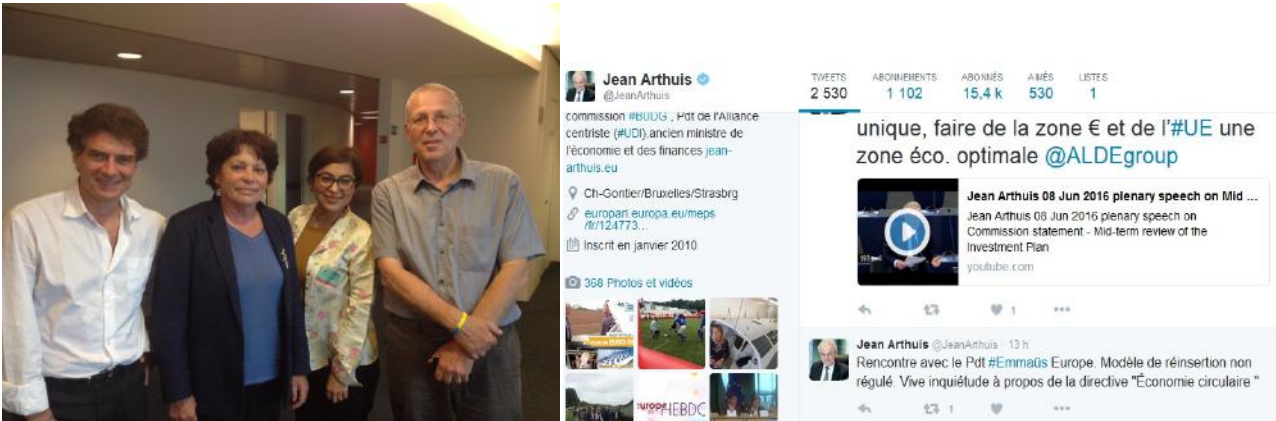 Jean Arthuis
@JeanArthuis
commission #BUDG , Pdt de l'Alliance
centriste (#UDI),ancien ministre de
l'économie et des finances jean-
arthuis.eu
Ch-Gontier/Bruxelles/Strasbrg
europarl.europa.eu/meps
/fr/124773...
Inscrit en janvier 2010
368 Photos et vidéos
TWEETS ABONNEMENTS ABONNÉS AIMÉS LISTES
2 530 1 102 15,4 k 530 1
unique, faire de la zone € et de l'#UE une
zone éco. optimale @ALDEgroup
Jean Arthuis 08 Jun 2016 plenary speech on Mid ...
Jean Arthuis 08 Jun 2016 plenary speech on
Commission statement - Mid-term review of the
Investment Plan
youtube.com
1
Jean Arthuis @JeanArthuis 13 h
Rencontre avec le Pdt #Emmaüs Europe. Modèle de réinsertion non
régulé. Vive inquiétude à propos de la directive "Économie circulaire "
1